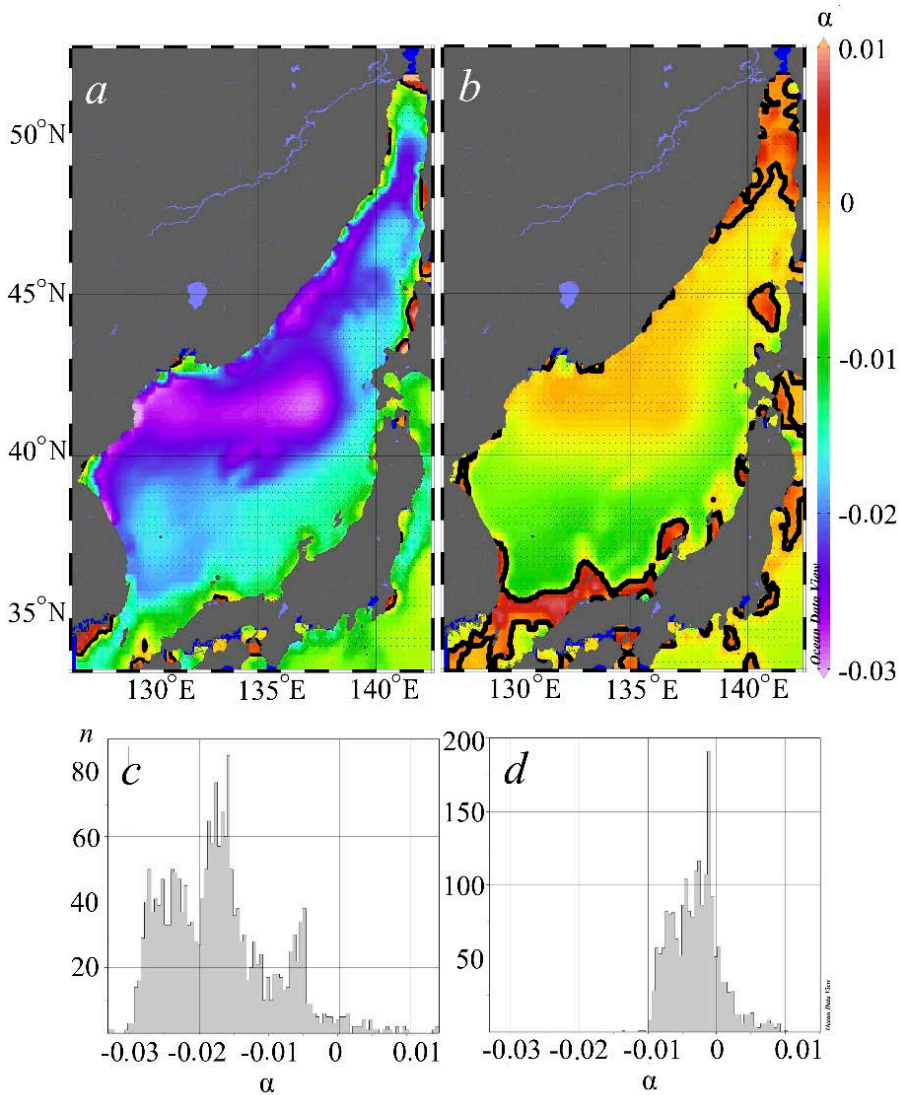 α
a
b
0.01
0
-0.01
-0.02
-0.03
50°N
45°N
40°N
35°N
130°E
135°E
140°E
130°E
135°E
140°E
Ocean Data View
n
c
80
60
40
20
-0.03
-0.02
-0.01
0
0.01
α
d
200
150
100
50
-0.03
-0.02
-0.01
0
0.01
α
Ocean Data View